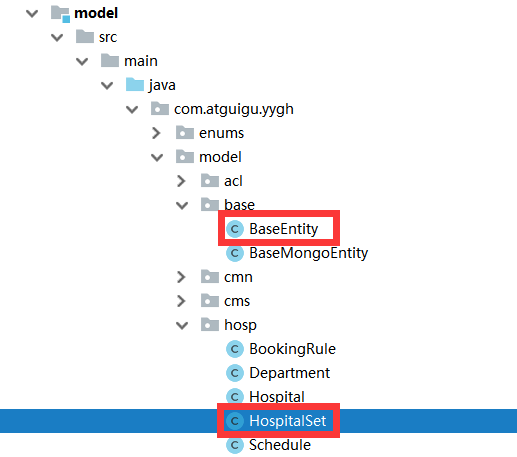 model
src
main
java
com.atguigu.yygh
enums
model
acl
base
C BaseEntity
C BaseMongoEntity
cmn
cms
hosp
C BookingRule
C Department
C Hospital
C HospitalSet
C Schedule